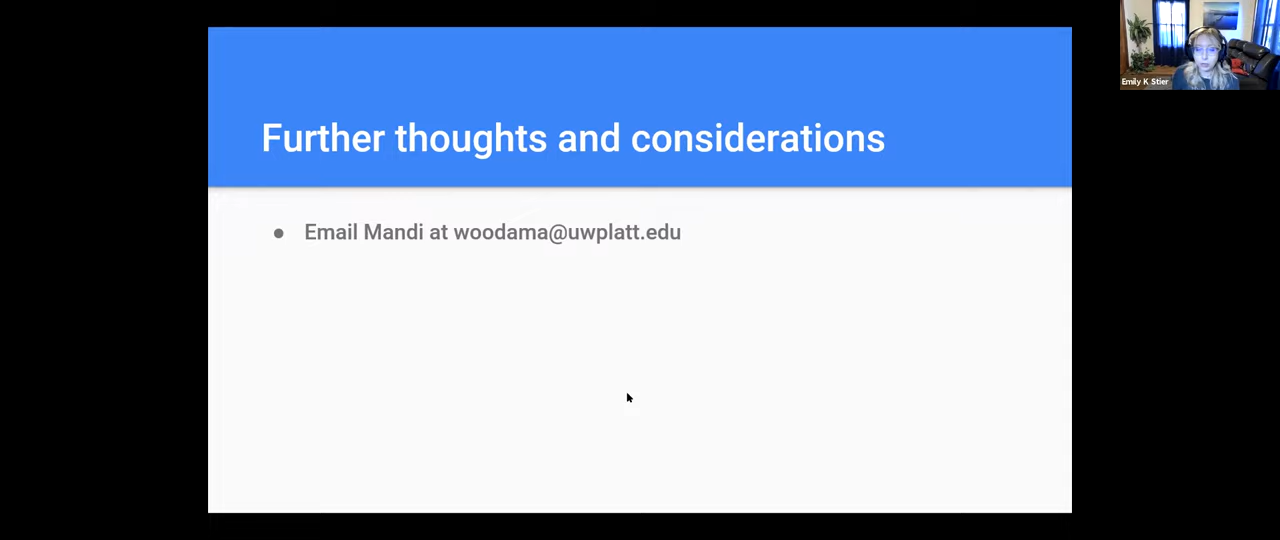 Further thoughts and considerations
● Email Mandi at woodama@uwplatt.edu
Emily K Stier